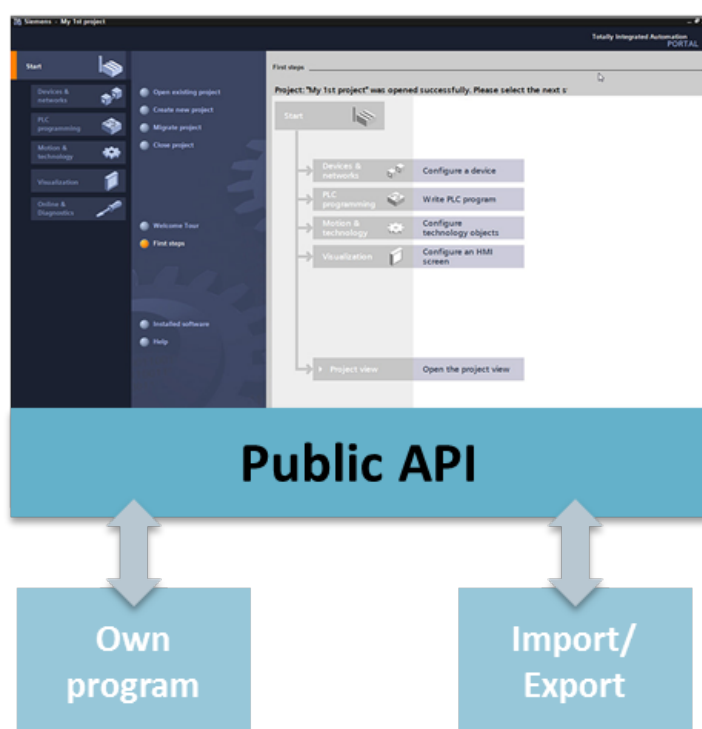 Siemens - My 1st project
Totally Integrated Automation
PORTAL
Start
Devices &
networks
PLC
programming
Motion &
technology
Visualization
Online &
Diagnostics
Open existing project
Create new project
Migrate project
Close project
Welcome Tour
First steps
Installed software
Help
First steps
Project: "My 1st project" was opened successfully. Please select the next s
Start
Devices &
networks
Configure a device
PLC
programming
Write PLC program
Motion &
technology
Configure
technology objects
Visualization
Configure an HMI
screen
Project view
Open the project view
Public API
Own
program
Import/
Export